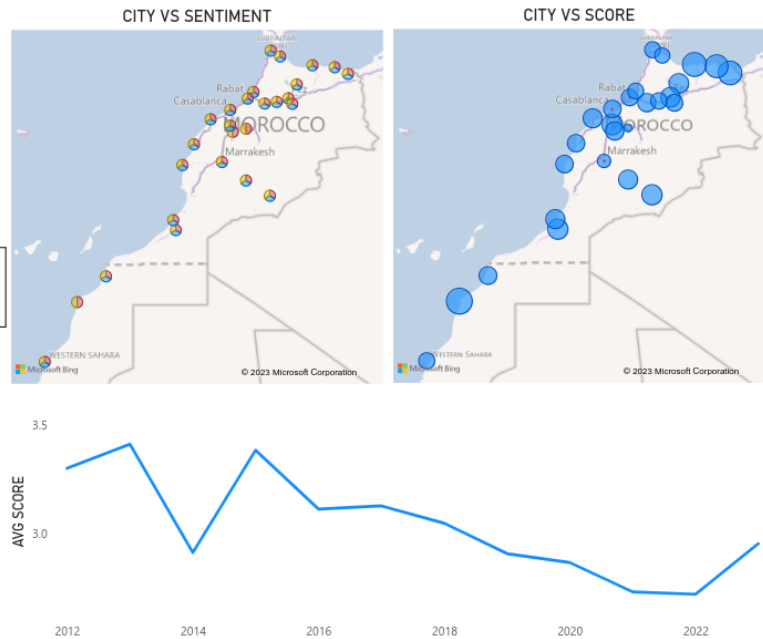 CITY VS SENTIMENT
GIBRALTAR
Rabat
Casablanca
MOROCCO
Marrakesh
WESTERN SAHARA
Microsoft Bing
© 2023 Microsoft Corporation
CITY VS SCORE
GIBRALTAR
Rabat
Casablanca
MOROCCO
Marrakesh
WESTERN SAHARA
Microsoft Bing
© 2023 Microsoft Corporation
AVG SCORE
3.5
3.0
2012
2014
2016
2018
2020
2022